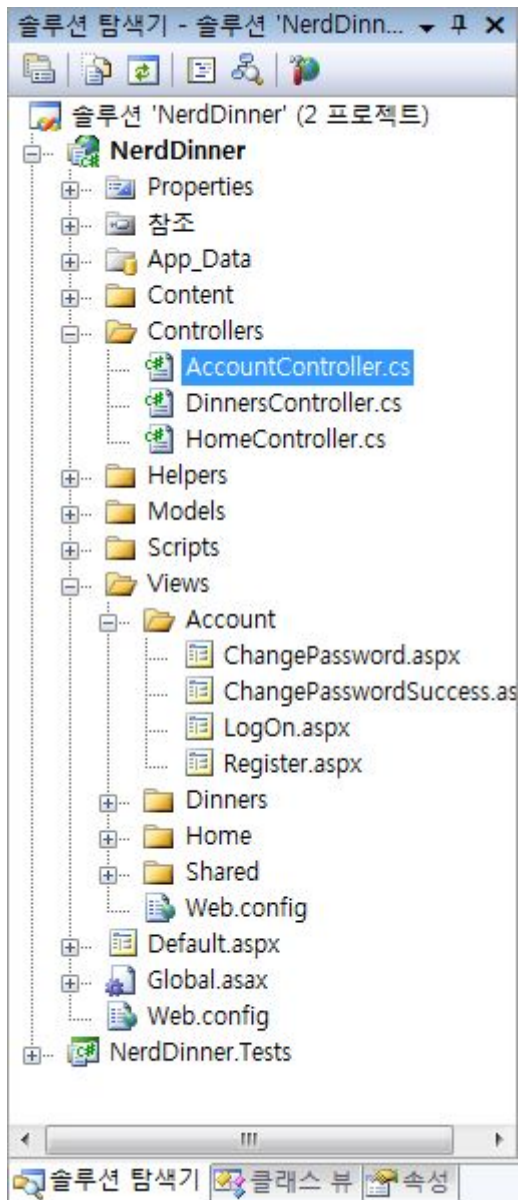 솔루션 탐색기 - 솔루션 'NerdDinn...
솔루션 'NerdDinner' (2 프로젝트)
NerdDinner
Properties
참조
App_Data
Content
Controllers
AccountController.cs
DinnersController.cs
HomeController.cs
Helpers
Models
Scripts
Views
Account
ChangePassword.aspx
ChangePasswordSuccess.as
LogOn.aspx
Register.aspx
Dinners
Home
Shared
Web.config
Default.aspx
Global.asax
Web.config
NerdDinner.Tests
솔루션 탐색기 클래스 뷰 속성